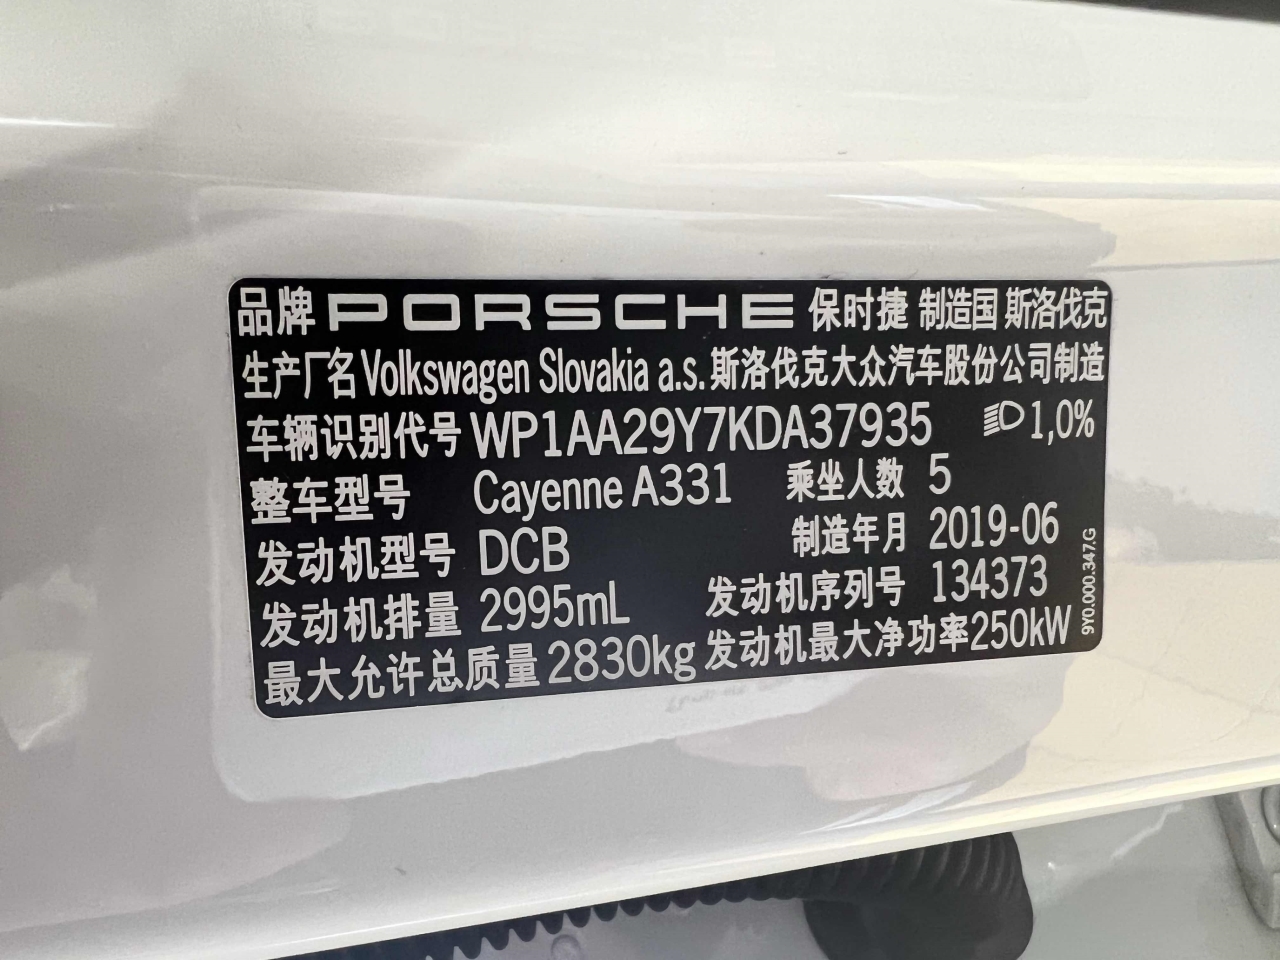 品牌 PORSCHE 保时捷 制造国 斯洛伐克
生产厂名 Volkswagen Slovakia a.s. 斯洛伐克大众汽车股份公司制造
车辆识别代号 WP1AA29Y7KDA37935 1,0%
整车型号 Cayenne A331 乘坐人数 5
发动机型号 DCB 制造年月 2019-06
发动机排量 2995mL 发动机序列号 134373
最大允许总质量 2830kg 发动机最大净功率 250kW
9Y0.000.347.G